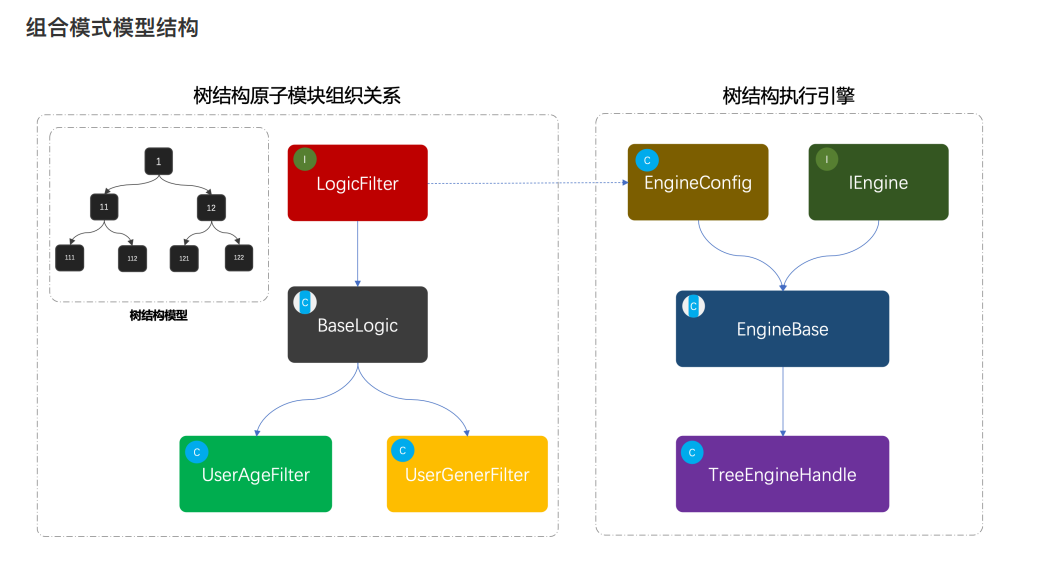 组合模式模型结构
树结构原子模块组织关系
树结构执行引擎
1
11
12
111
112
121
122
树结构模型
I
LogicFilter
C
BaseLogic
C
UserAgeFilter
C
UserGenerFilter
C
EngineConfig
I
IEngine
C
EngineBase
C
TreeEngineHandle